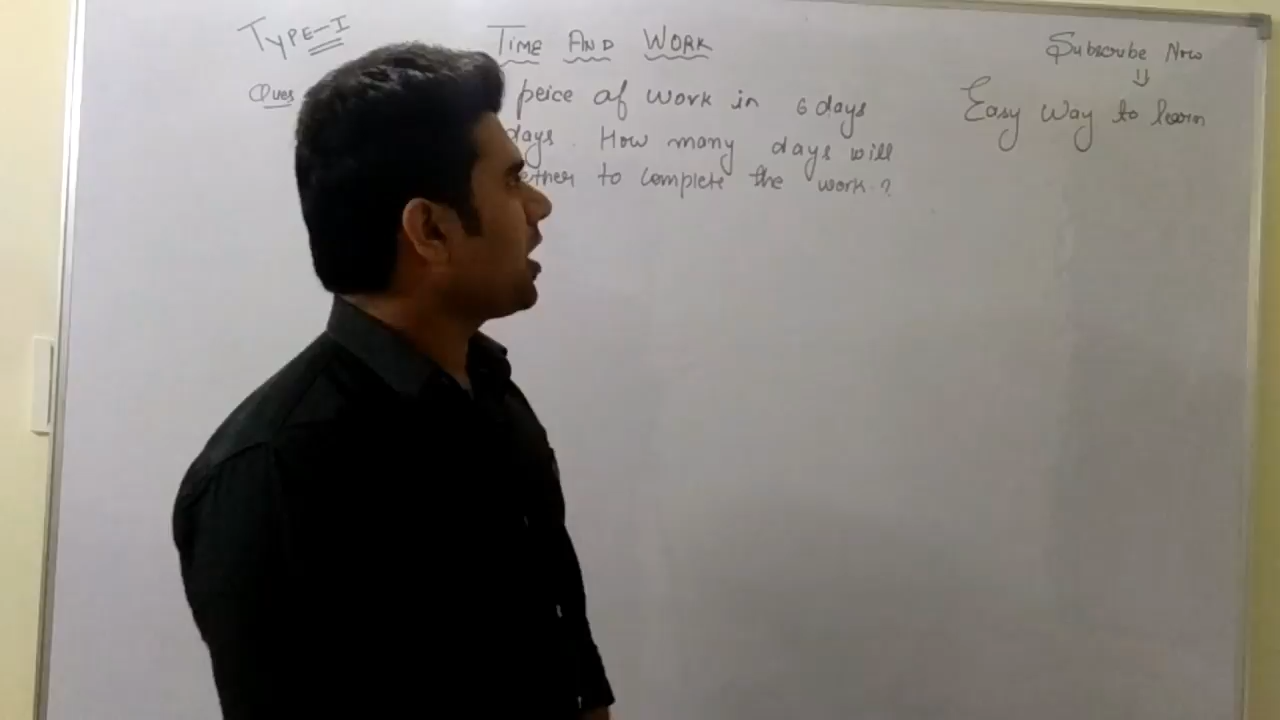 TYPE-I
TIME AND WORK
Subscribe Now
Ques peice of work in 6 days
days. How many days will
to complete the work?
Easy Way to learn